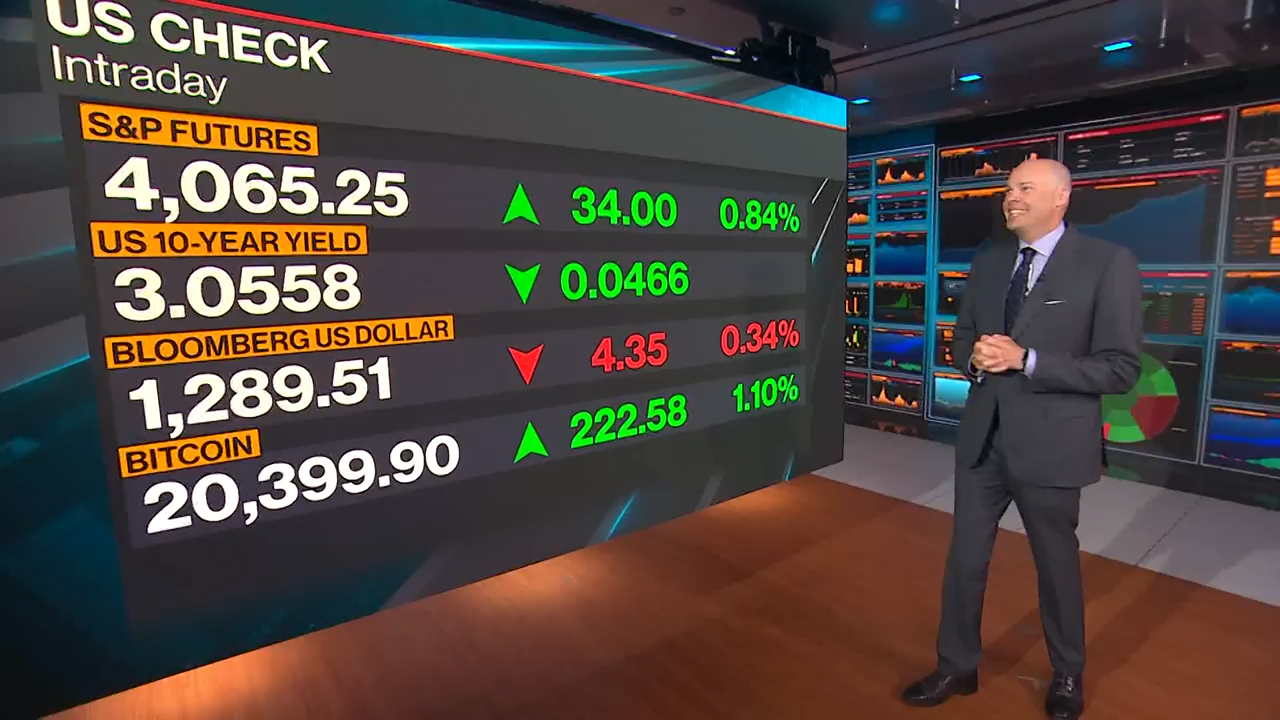 US CHECK
Intraday
S&P FUTURES
4,065.25 ▲ 34.00 0.84%
US 10-YEAR YIELD
3.0558 ▼ 0.0466
BLOOMBERG US DOLLAR
1,289.51 ▼ 4.35 0.34%
BITCOIN
20,399.90 ▲ 222.58 1.10%